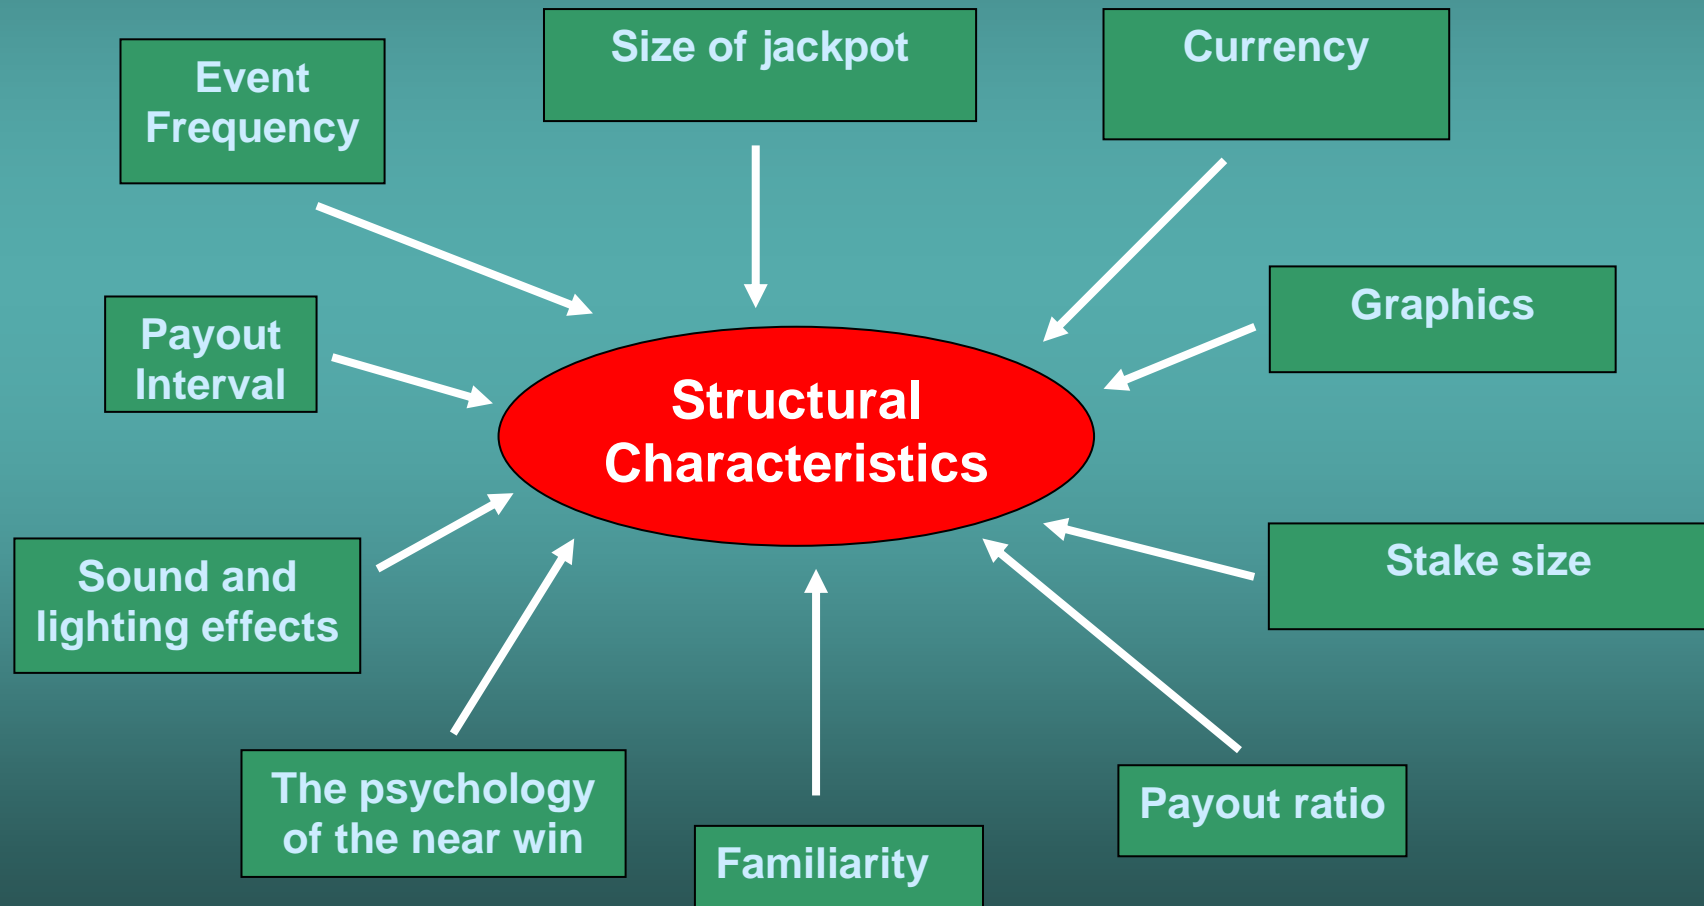 Size of jackpot
Currency
Event
Frequency
Graphics
Payout
Interval
Structural
Characteristics
Stake size
Sound and
lighting effects
The psychology
of the near win
Payout ratio
Familiarity